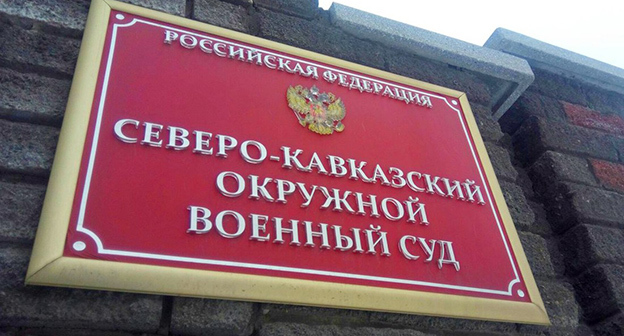 РОССИЙСКАЯ ФЕДЕРАЦИЯ
СЕВЕРО-КАВКАЗСКИЙ
ОКРУЖНОЙ
ВОЕННЫЙ СУД